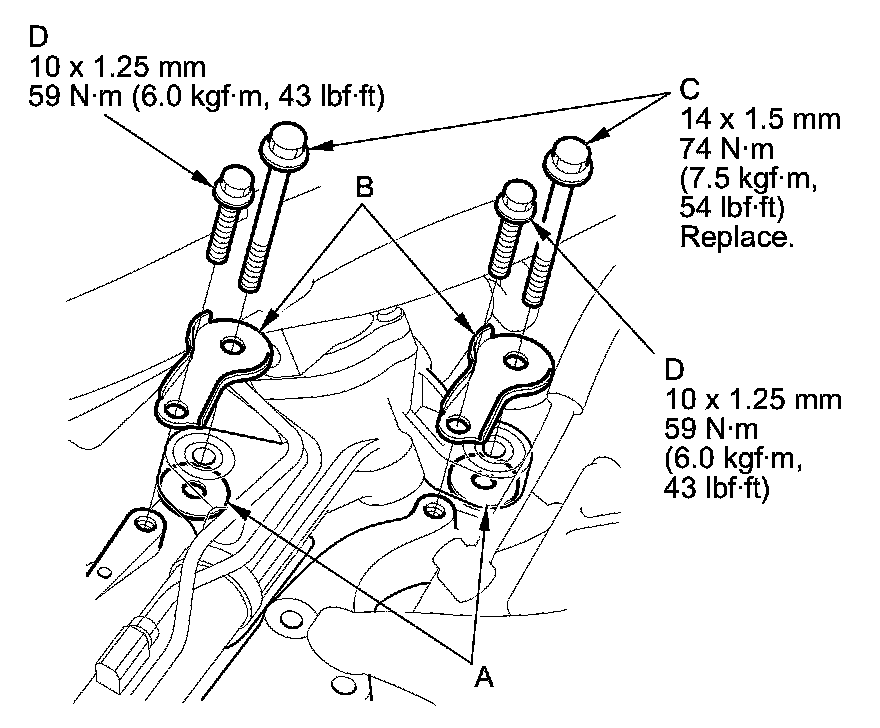 D
10 x 1.25 mm
59 N·m (6.0 kgf·m, 43 lbf·ft)
C
14 x 1.5 mm
74 N·m
(7.5 kgf·m,
54 lbf·ft)
Replace.
B
D
10 x 1.25 mm
59 N·m
(6.0 kgf·m,
43 lbf·ft)
A